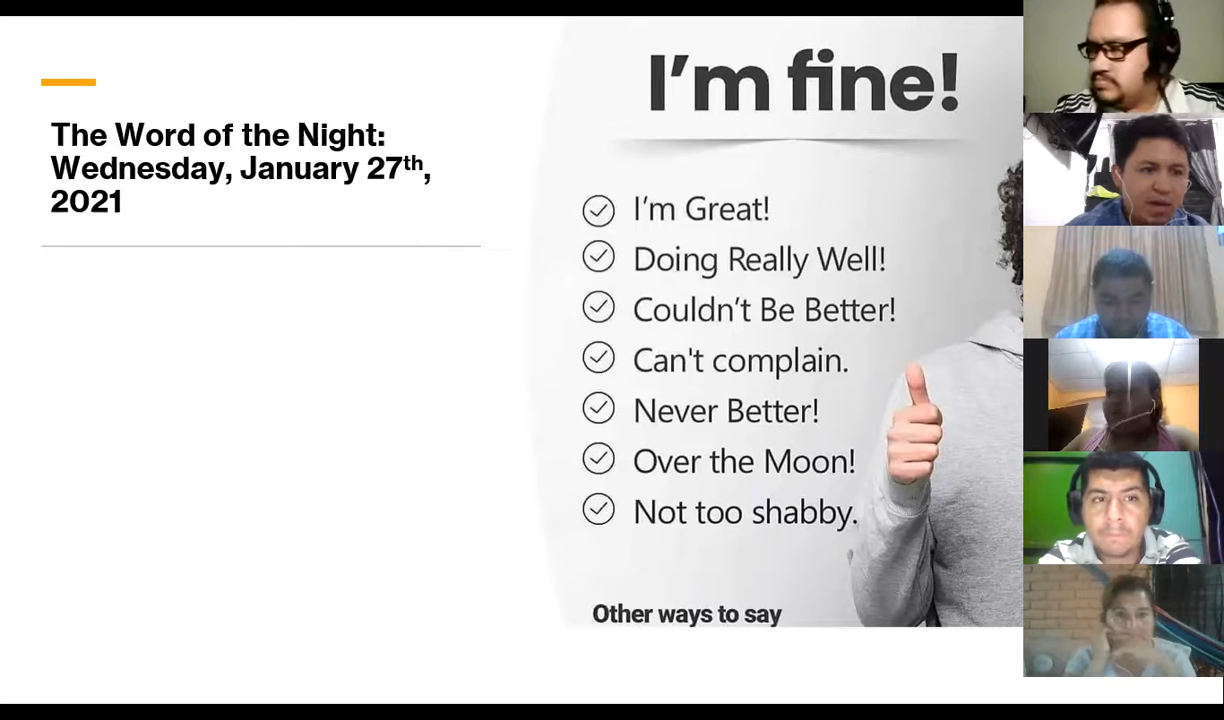 The Word of the Night:
Wednesday, January 27th,
2021
I'm fine!
I'm Great!
Doing Really Well!
Couldn't Be Better!
Can't complain.
Never Better!
Over the Moon!
Not too shabby.
Other ways to say